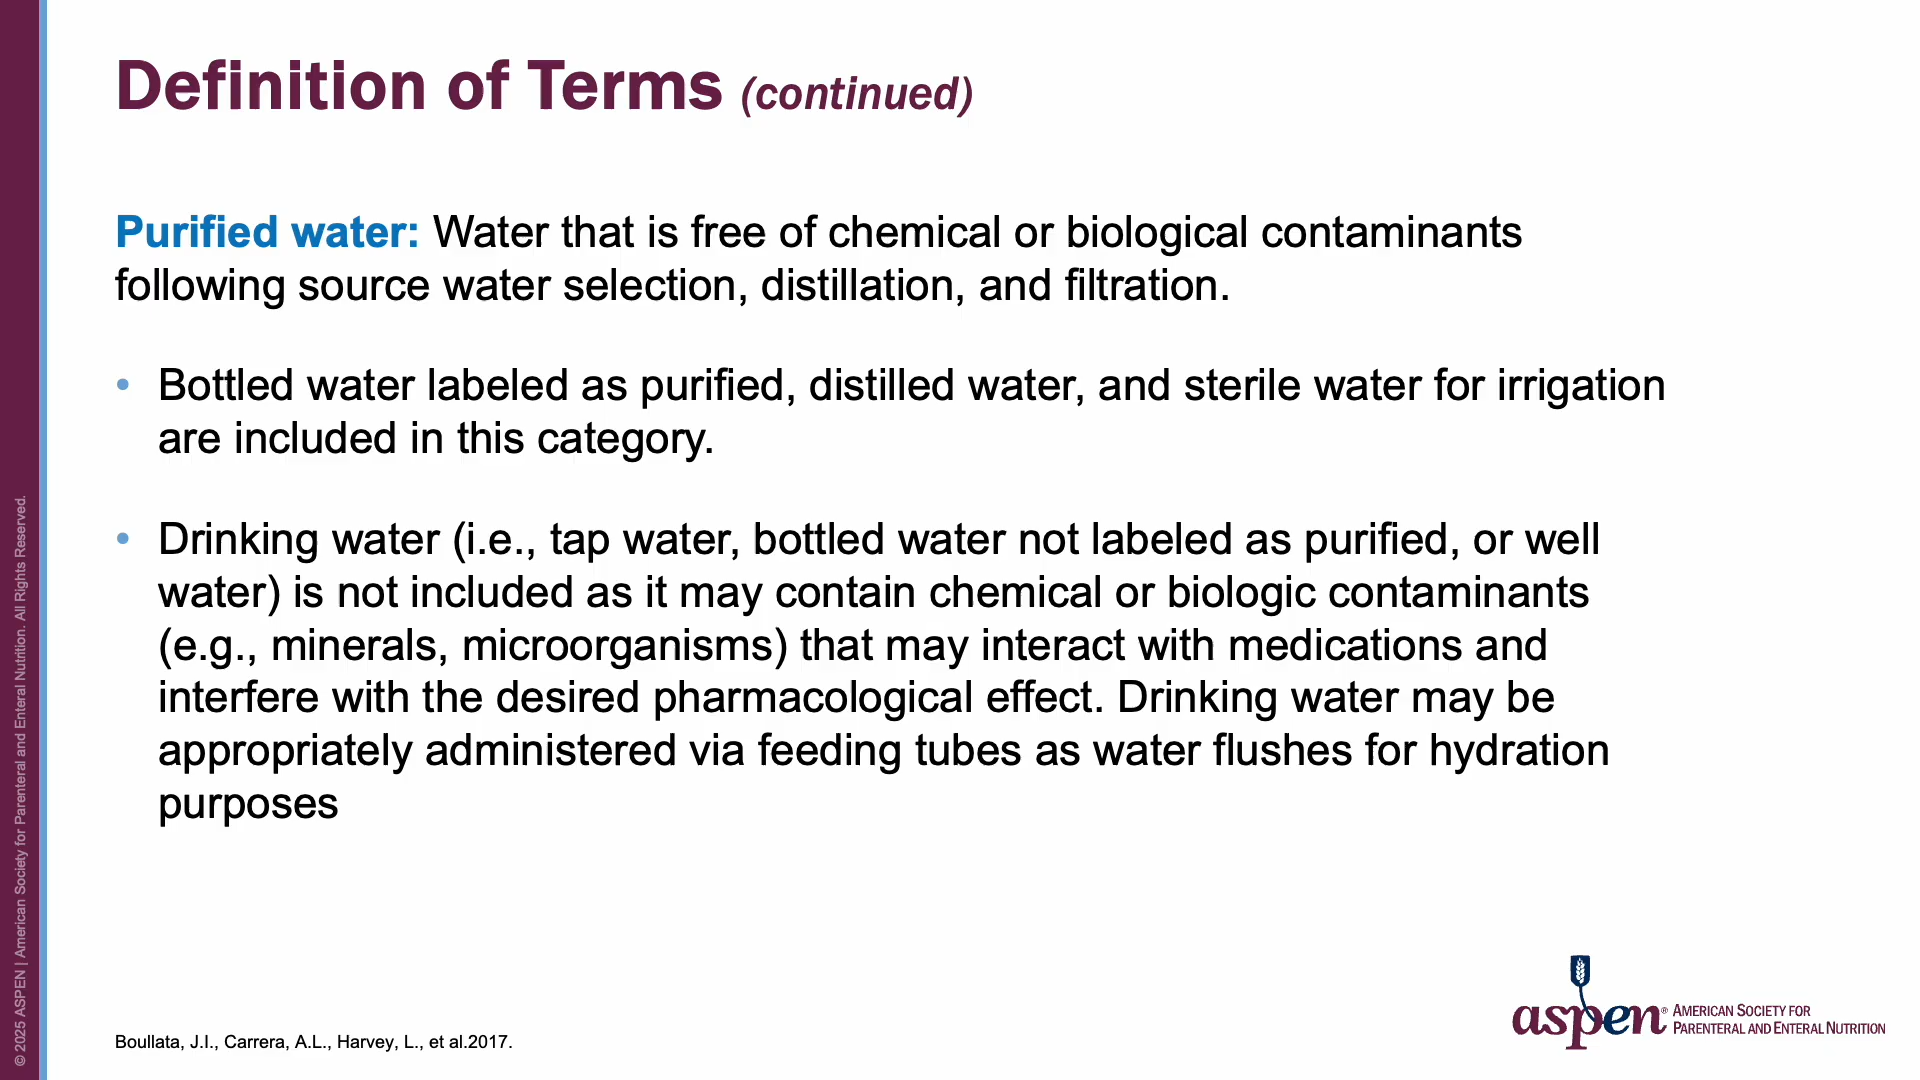 Definition of Terms (continued)
Purified water: Water that is free of chemical or biological contaminants
following source water selection, distillation, and filtration.
• Bottled water labeled as purified, distilled water, and sterile water for irrigation
are included in this category.
• Drinking water (i.e., tap water, bottled water not labeled as purified, or well
water) is not included as it may contain chemical or biologic contaminants
(e.g., minerals, microorganisms) that may interact with medications and
interfere with the desired pharmacological effect. Drinking water may be
appropriately administered via feeding tubes as water flushes for hydration
purposes
Boullata, J.I., Carrera, A.L., Harvey, L., et al.2017.
aspen® AMERICAN SOCIETY FOR
PARENTERAL AND ENTERAL NUTRITION
© 2025 ASPEN | American Society for Parenteral and Enteral Nutrition. All Rights Reserved.